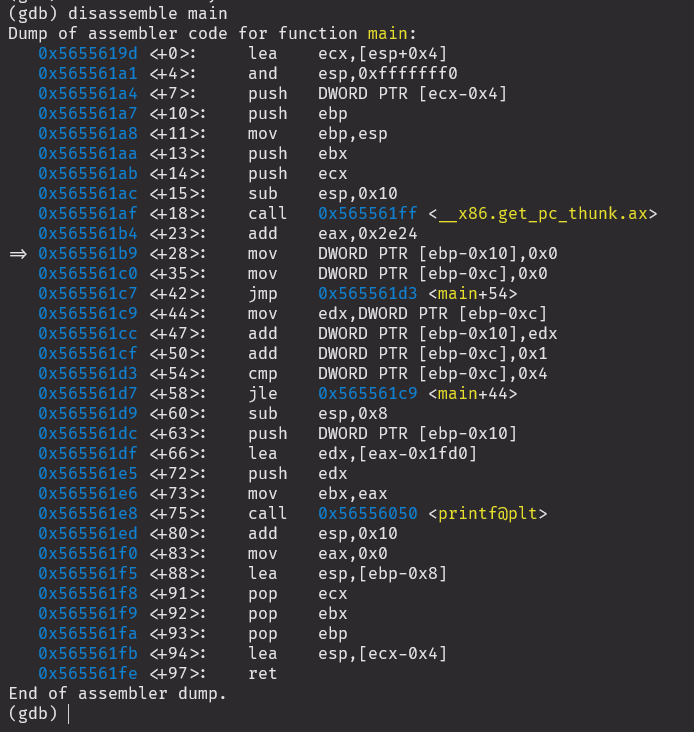 (gdb) disassemble main
Dump of assembler code for function main:
   0x5655619d <+0>:    lea    ecx,[esp+0x4]
   0x565561a1 <+4>:    and    esp,0xfffffff0
   0x565561a4 <+7>:    push   DWORD PTR [ecx-0x4]
   0x565561a7 <+10>:   push   ebp
   0x565561a8 <+11>:   mov    ebp,esp
   0x565561aa <+13>:   push   ebx
   0x565561ab <+14>:   push   ecx
   0x565561ac <+15>:   sub    esp,0x10
   0x565561af <+18>:   call   0x565561ff <__x86.get_pc_thunk.ax>
   0x565561b4 <+23>:   add    eax,0x2e24
=> 0x565561b9 <+28>:   mov    DWORD PTR [ebp-0x10],0x0
   0x565561c0 <+35>:   mov    DWORD PTR [ebp-0xc],0x0
   0x565561c7 <+42>:   jmp    0x565561d3 <main+54>
   0x565561c9 <+44>:   mov    edx,DWORD PTR [ebp-0xc]
   0x565561cc <+47>:   add    DWORD PTR [ebp-0x10],edx
   0x565561cf <+50>:   add    DWORD PTR [ebp-0xc],0x1
   0x565561d3 <+54>:   cmp    DWORD PTR [ebp-0xc],0x4
   0x565561d7 <+58>:   jle    0x565561c9 <main+44>
   0x565561d9 <+60>:   sub    esp,0x8
   0x565561dc <+63>:   push   DWORD PTR [ebp-0x10]
   0x565561df <+66>:   lea    edx,[eax-0x1fd0]
   0x565561e5 <+72>:   push   edx
   0x565561e6 <+73>:   mov    ebx,eax
   0x565561e8 <+75>:   call   0x56556050 <printf@plt>
   0x565561ed <+80>:   add    esp,0x10
   0x565561f0 <+83>:   mov    eax,0x0
   0x565561f5 <+88>:   lea    esp,[ebp-0x8]
   0x565561f8 <+91>:   pop    ecx
   0x565561f9 <+92>:   pop    ebx
   0x565561fa <+93>:   pop    ebp
   0x565561fb <+94>:   lea    esp,[ecx-0x4]
   0x565561fe <+97>:   ret
End of assembler dump.
(gdb)